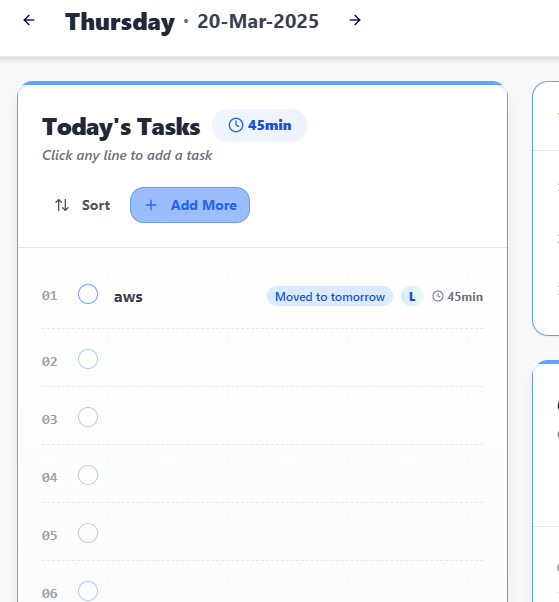 ← Thursday · 20-Mar-2025 →
Today's Tasks 45min
Click any line to add a task
Sort + Add More
01 aws Moved to tomorrow L 45min
02
03
04
05
06